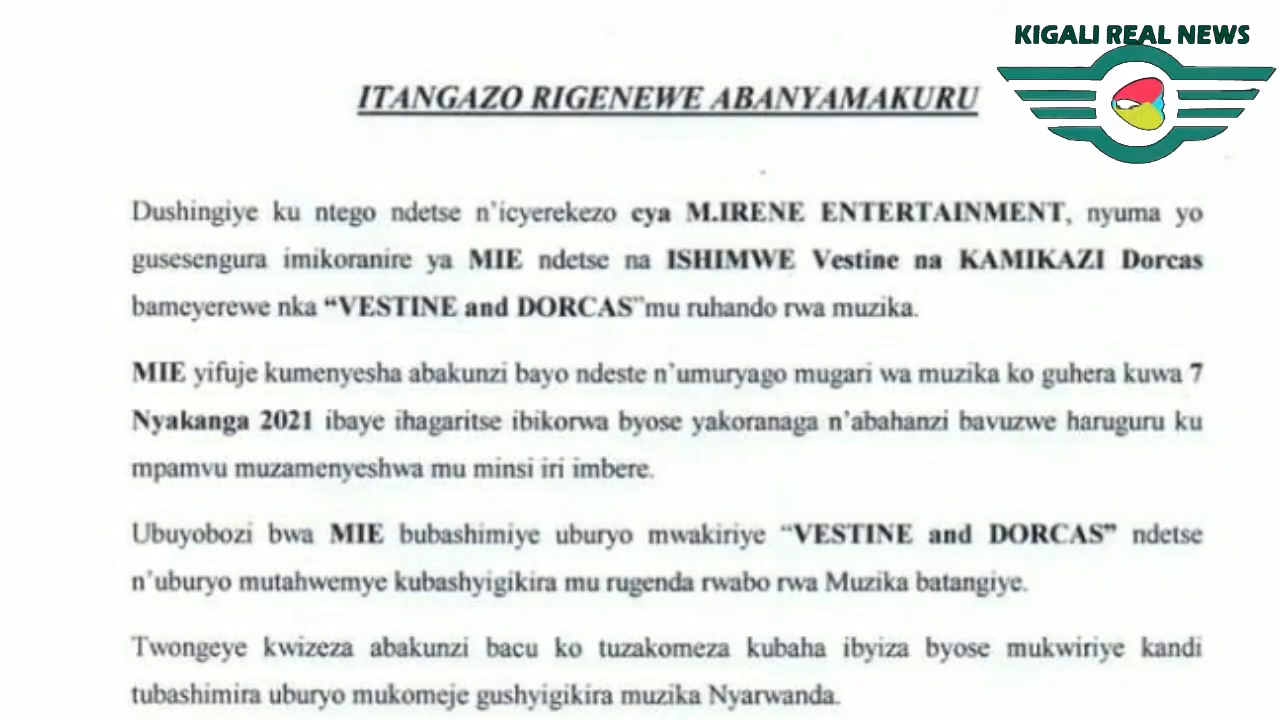 KIGALI REAL NEWS
ITANGAZO RIGENEWE ABANYAMAKURU
Dushingiye ku ntego ndetse n'icyerekezo cya M.IRENE ENTERTAINMENT, nyuma yo
gusesengura imikoranire ya MIE ndetse na ISHIMWE Vestine na KAMIKAZI Dorcas
bameyerewe nka “VESTINE and DORCAS”mu ruhando rwa muzika.
MIE yifuje kumenyesha abakunzi bayo ndeste n'umuryago mugari wa muzika ko guhera kuwa 7
Nyakanga 2021 ibaye ihagaritse ibikorwa byose yakoranaga n'abahanzi bavuzwe haruguru ku
mpamvu muzamenyeshwa mu minsi iri imbere.
Ubuyobozi bwa MIE bubashimiye uburyo mwakiriye “VESTINE and DORCAS” ndetse
n'uburyo mutahwemye kubashyigikira mu rugenda rwabo rwa Muzika batangiye.
Twongeye kwizeza abakunzi bacu ko tuzakomeza kubaha ibyiza byose mukwiriye kandi
tubashimira uburyo mukomeje gushyigikira muzika Nyarwanda.